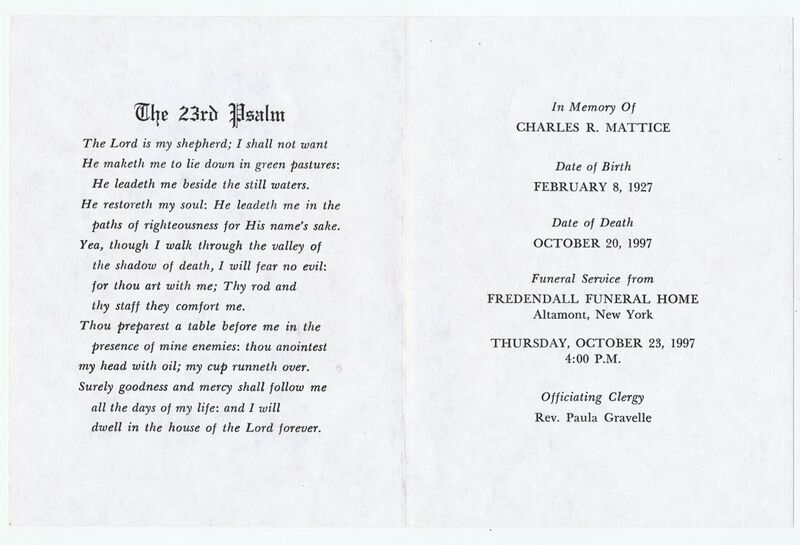 The 23rd Psalm
The Lord is my shepherd; I shall not want
He maketh me to lie down in green pastures:
He leadeth me beside the still waters.
He restoreth my soul: He leadeth me in the
paths of righteousness for His name's sake.
Yea, though I walk through the valley of
the shadow of death, I will fear no evil:
for thou art with me; Thy rod and
thy staff they comfort me.
Thou preparest a table before me in the
presence of mine enemies: thou anointest
my head with oil; my cup runneth over.
Surely goodness and mercy shall follow me
all the days of my life: and I will
dwell in the house of the Lord forever.
In Memory Of
CHARLES R. MATTICE
Date of Birth
FEBRUARY 8, 1927
Date of Death
OCTOBER 20, 1997
Funeral Service from
FREDENDALL FUNERAL HOME
Altamont, New York
THURSDAY, OCTOBER 23, 1997
4:00 P.M.
Officiating Clergy
Rev. Paula Gravelle